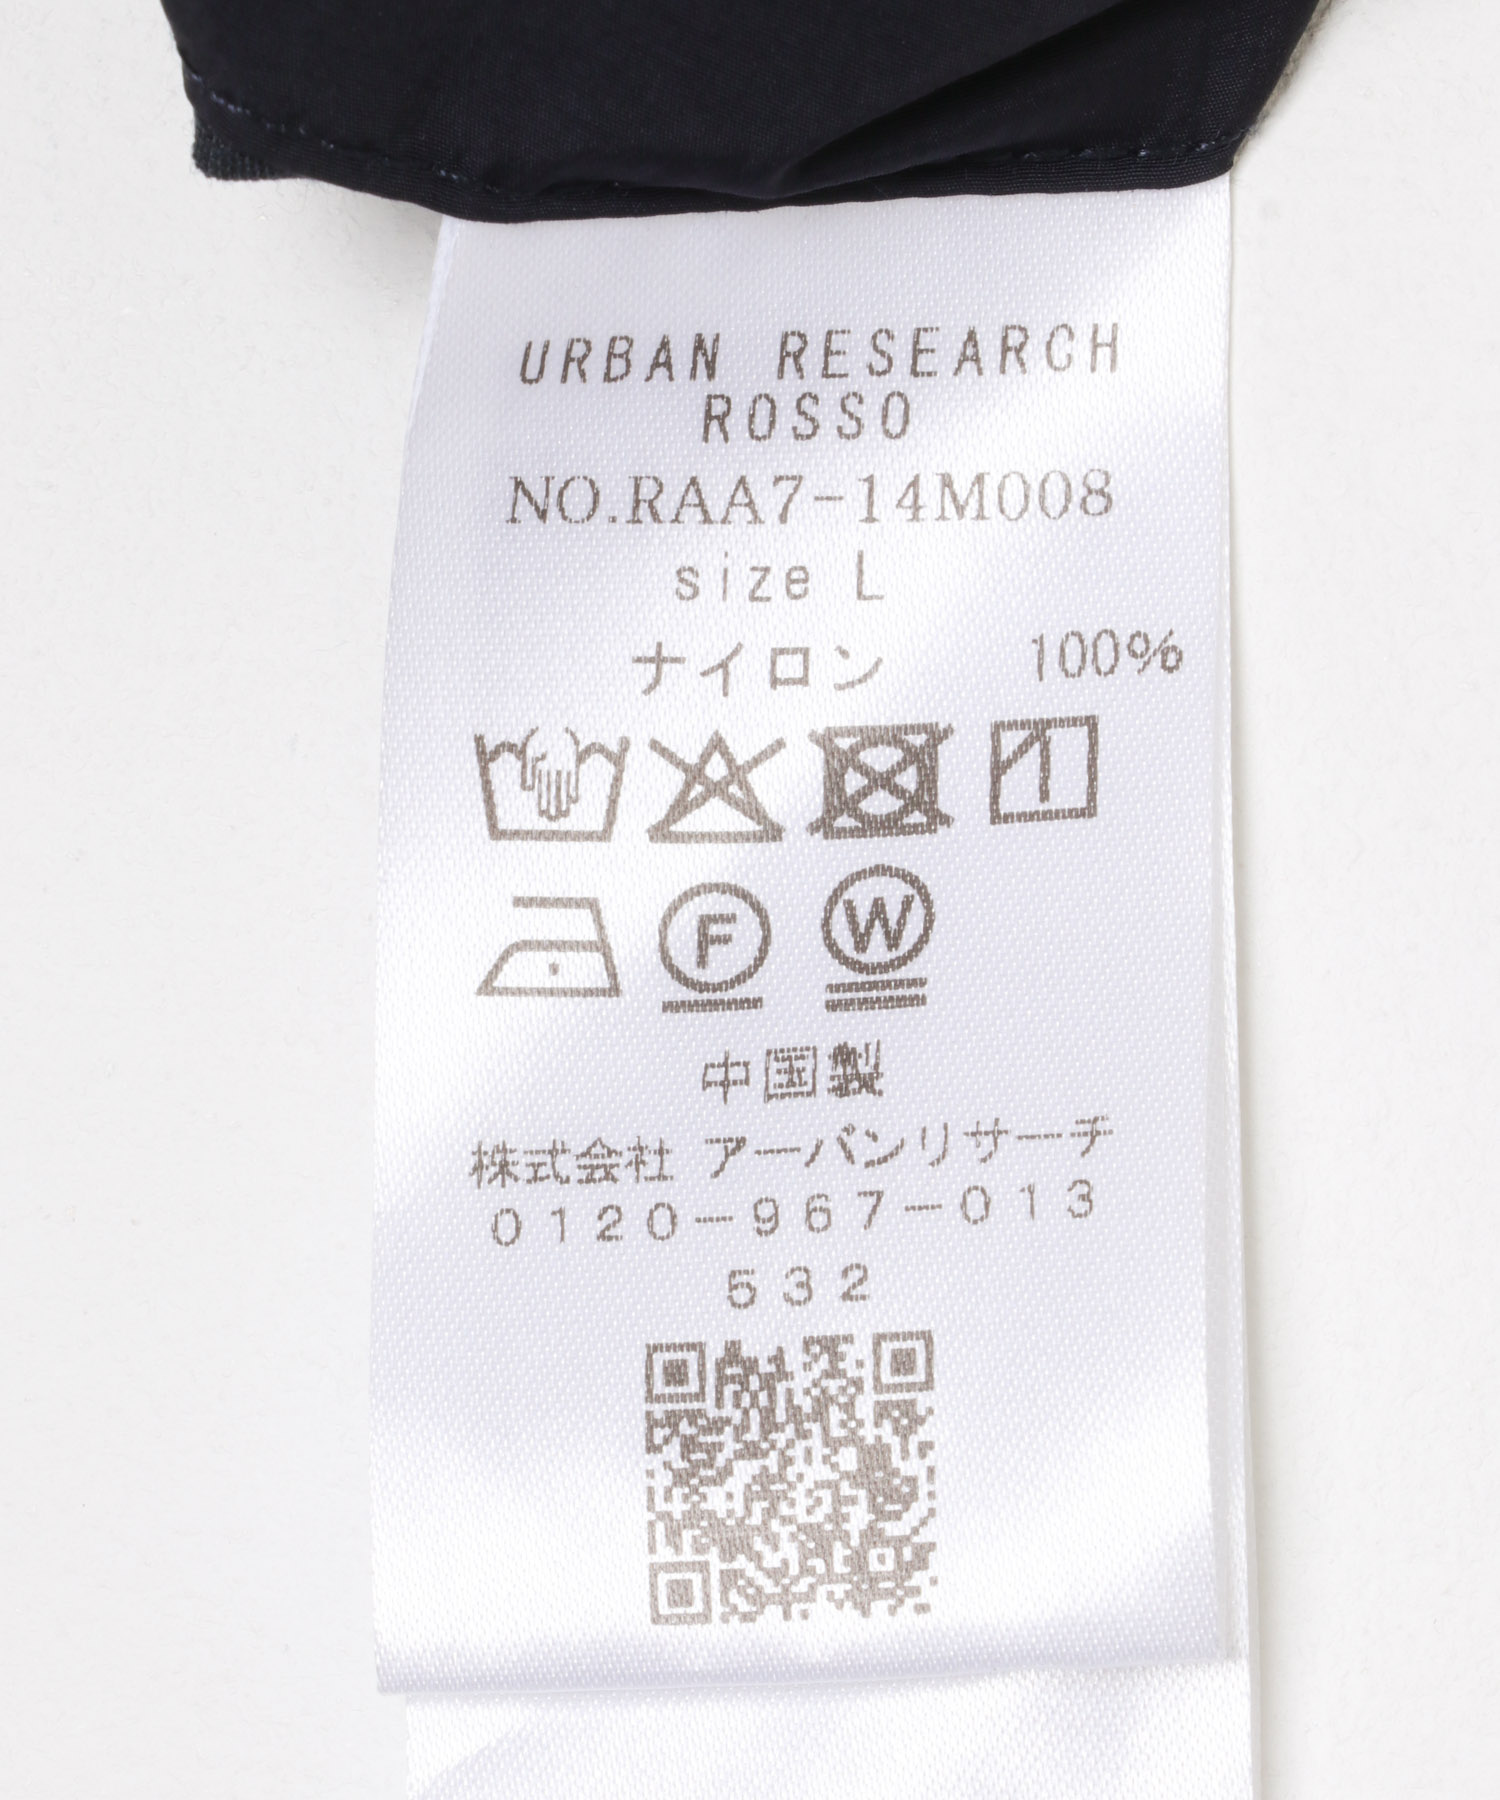 URBAN RESEARCH
ROSSO
NO.RAA7-14M008
size L
ナイロン 100%
F W
中国製
株式会社 アーバンリサーチ
0120-967-013
532